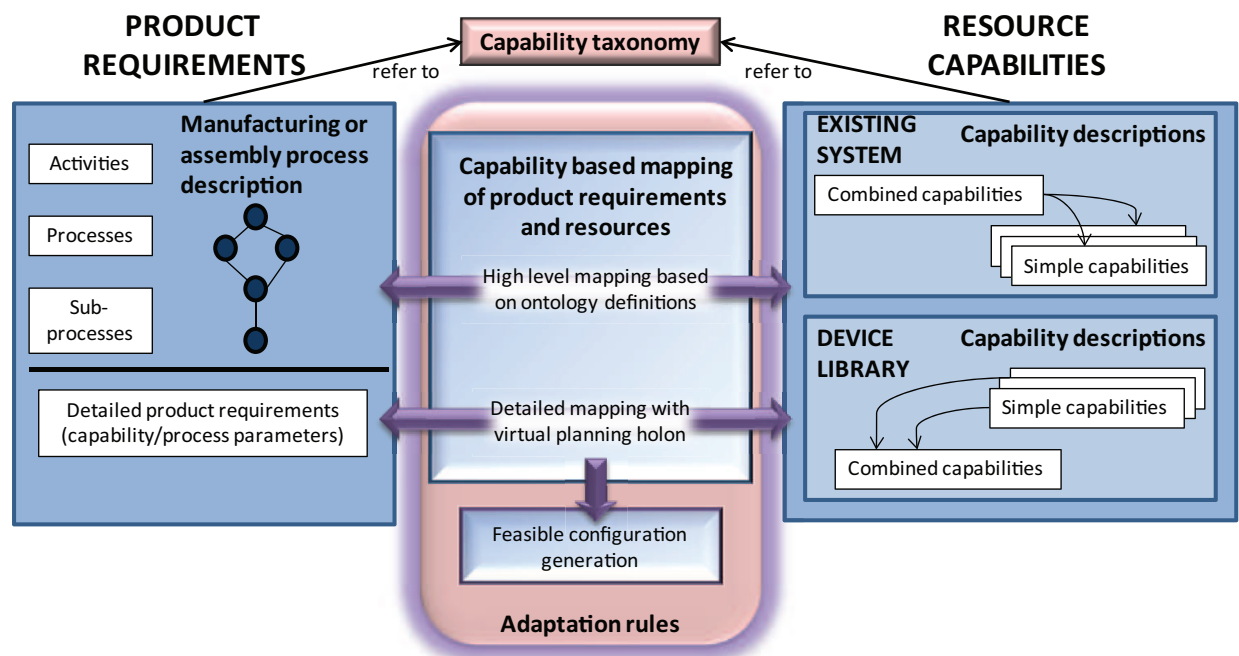 PRODUCT
REQUIREMENTS
Capability taxonomy
RESOURCE
CAPABILITIES
refer to
refer to
Manufacturing or
assembly process
description
Activities
Processes
Sub-
processes
Detailed product requirements
(capability/process parameters)
Capability based mapping
of product requirements
and resources
High level mapping based
on ontology definitions
Detailed mapping with
virtual planning holon
Feasible configuration
generation
Adaptation rules
EXISTING
SYSTEM
Capability descriptions
Combined capabilities
Simple capabilities
DEVICE
LIBRARY
Capability descriptions
Simple capabilities
Combined capabilities